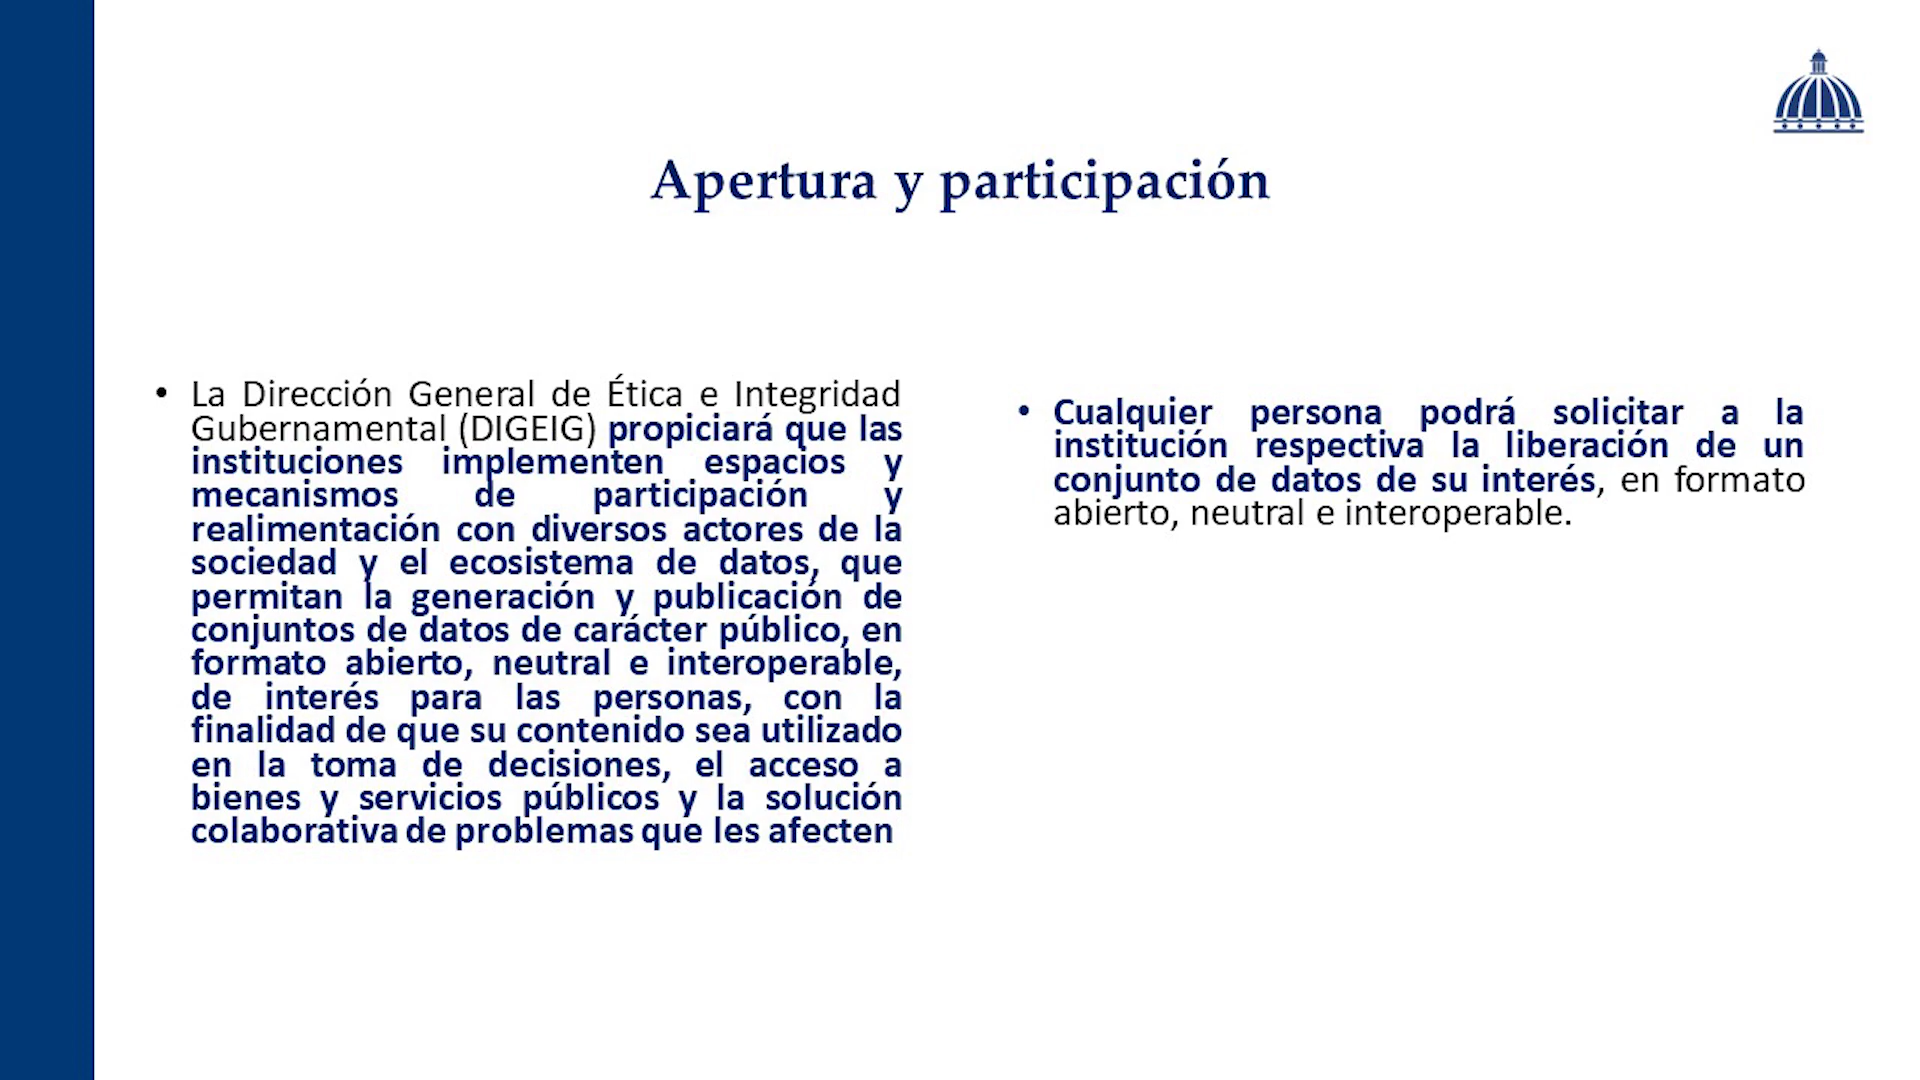 Apertura y participación
• La Dirección General de Ética e Integridad
Gubernamental (DIGEIG) propiciará que las
instituciones implementen espacios y
mecanismos de participación y
realimentación con diversos actores de la
sociedad y el ecosistema de datos, que
permitan la generación y publicación de
conjuntos de datos de carácter público, en
formato abierto, neutral e interoperable,
de interés para las personas, con la
finalidad de que su contenido sea utilizado
en la toma de decisiones, el acceso a
bienes y servicios públicos y la solución
colaborativa de problemas que les afecten
• Cualquier persona podrá solicitar a la
institución respectiva la liberación de un
conjunto de datos de su interés, en formato
abierto, neutral e interoperable.